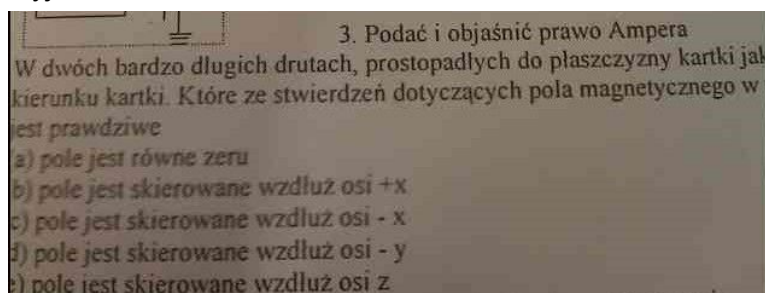 3. Podać i objaśnić prawo Ampera
W dwóch bardzo długich drutach, prostopadłych do płaszczyzny kartki jak
kierunku kartki. Które ze stwierdzeń dotyczących pola magnetycznego w
jest prawdziwe
a) pole jest równe zeru
b) pole jest skierowane wzdłuż osi +x
c) pole jest skierowane wzdłuż osi - x
d) pole jest skierowane wzdłuż osi - y
e) pole jest skierowane wzdłuż osi z